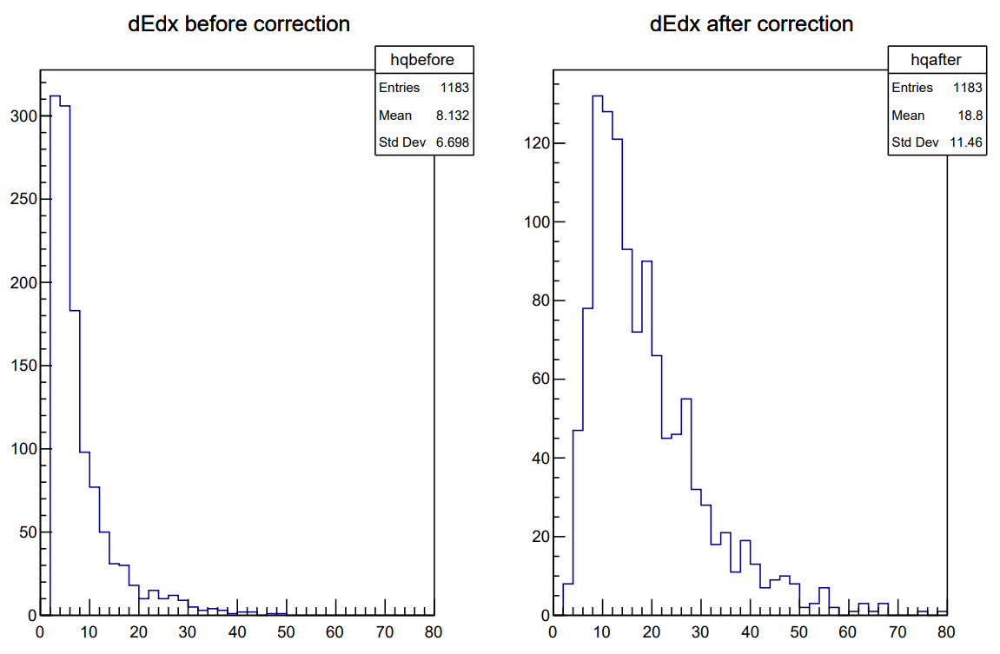 dEdx before correction
hqbefore
Entries 1183
Mean 8.132
Std Dev 6.698
300
250
200
150
100
50
0
0 10 20 30 40 50 60 70 80
dEdx after correction
hqafter
Entries 1183
Mean 18.8
Std Dev 11.46
120
100
80
60
40
20
0
0 10 20 30 40 50 60 70 80